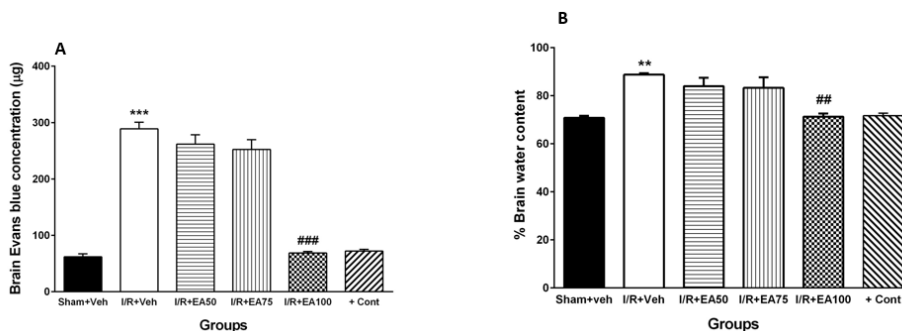 A
Brain Evans blue concentration (µg)
400
300
200
100
0
***
###
Sham+Veh I/R+Veh I/R+EA50 I/R+EA75 I/R+EA100 + Cont
Groups
B
% Brain water content
100
80
60
40
20
0
**
##
Sham+veh I/R+Veh I/R+EA50 I/R+EA75 I/R+EA100 + Cont
Groups